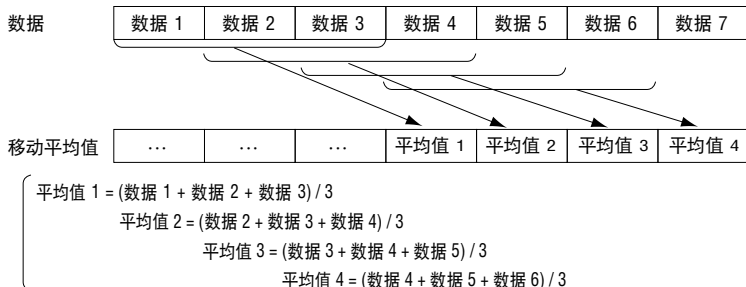 数据 数据 1 数据 2 数据 3 数据 4 数据 5 数据 6 数据 7
移动平均值 … … … 平均值 1 平均值 2 平均值 3 平均值 4
平均值 1 = (数据 1 + 数据 2 + 数据 3) / 3
平均值 2 = (数据 2 + 数据 3 + 数据 4) / 3
平均值 3 = (数据 3 + 数据 4 + 数据 5) / 3
平均值 4 = (数据 4 + 数据 5 + 数据 6) / 3